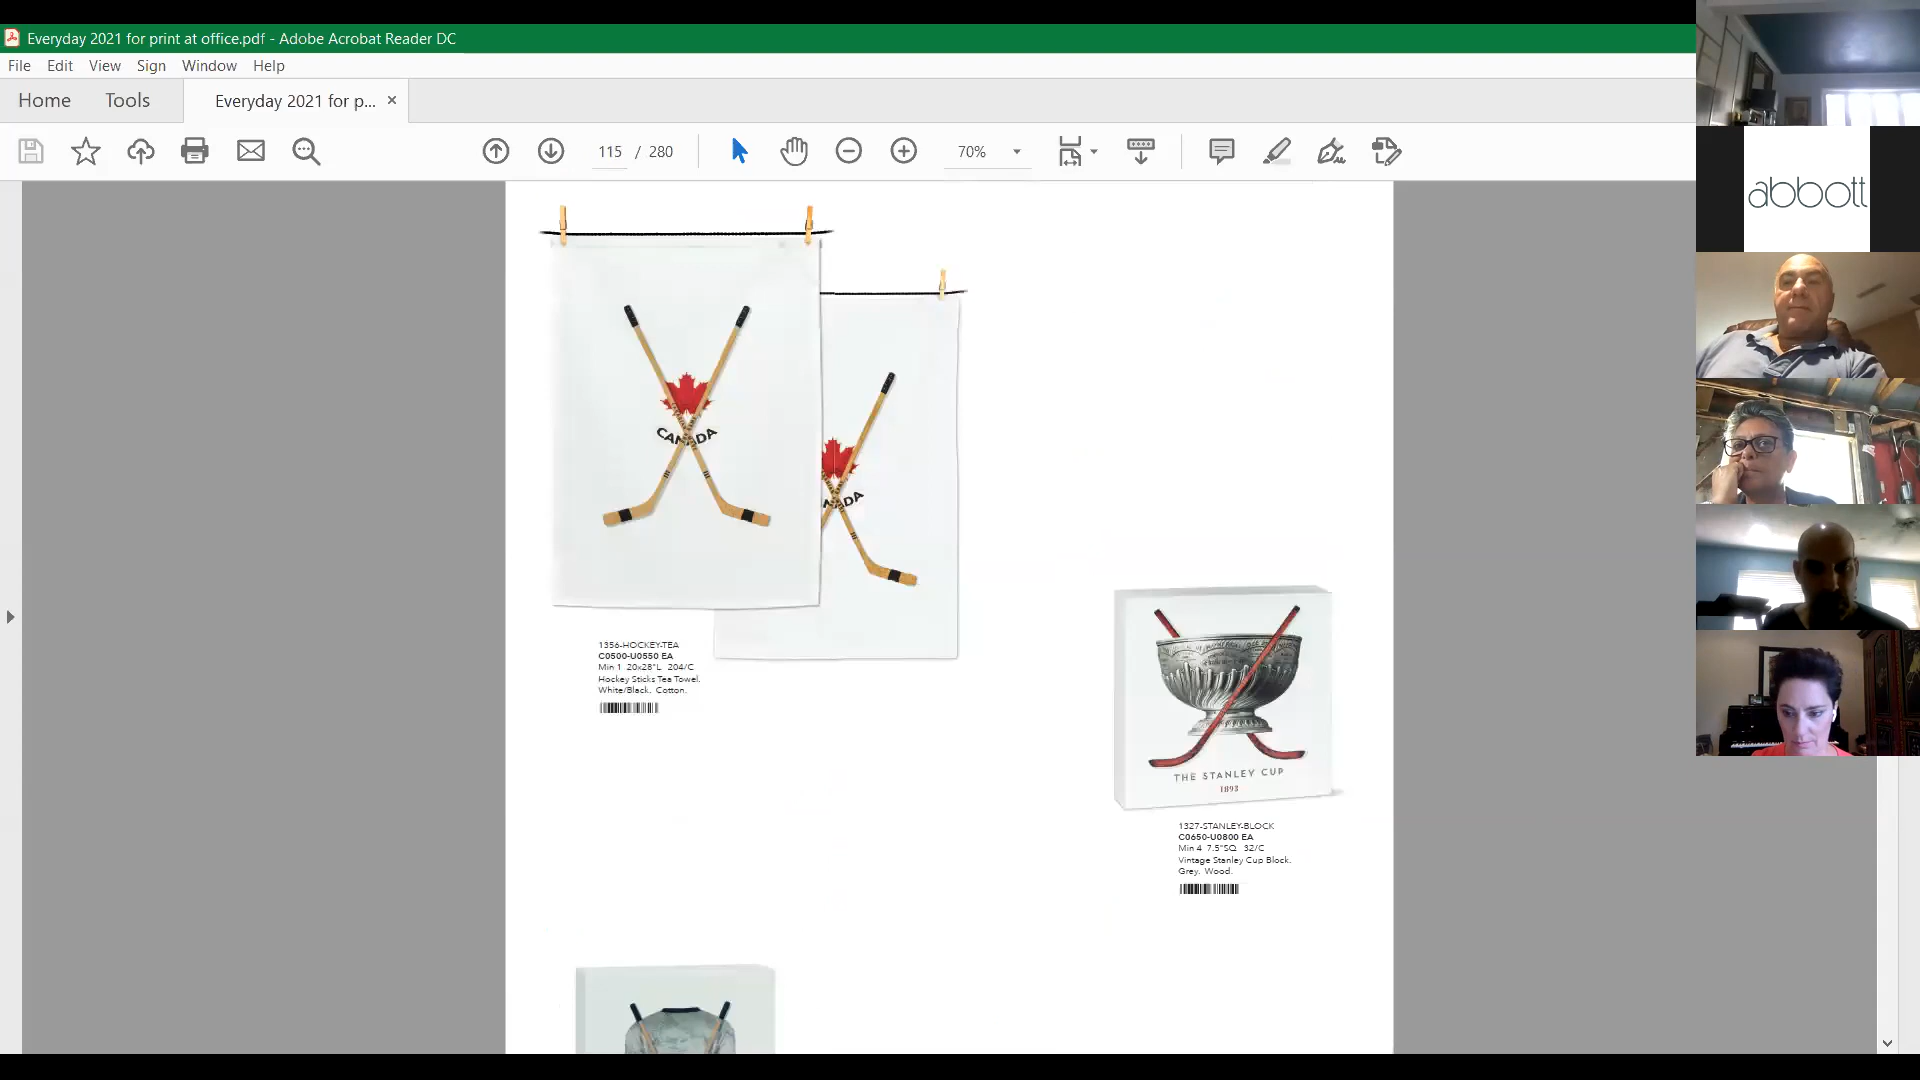 Everyday 2021 for print at office.pdf - Adobe Acrobat Reader DC
File Edit View Sign Window Help
Home Tools Everyday 2021 for p... ×
115 / 280 70%
abbott
CANADA
NADA
1356-HOCKEY-TEA
C0500-U0550 EA
Min 1 20x28"L 204/C
Hockey Sticks Tea Towel.
White/Black. Cotton.
THE STANLEY CUP
1893
1327-STANLEY-BLOCK
C0650-U0800 EA
Min 4 7.5"SQ 32/C
Vintage Stanley Cup Block.
Grey. Wood.